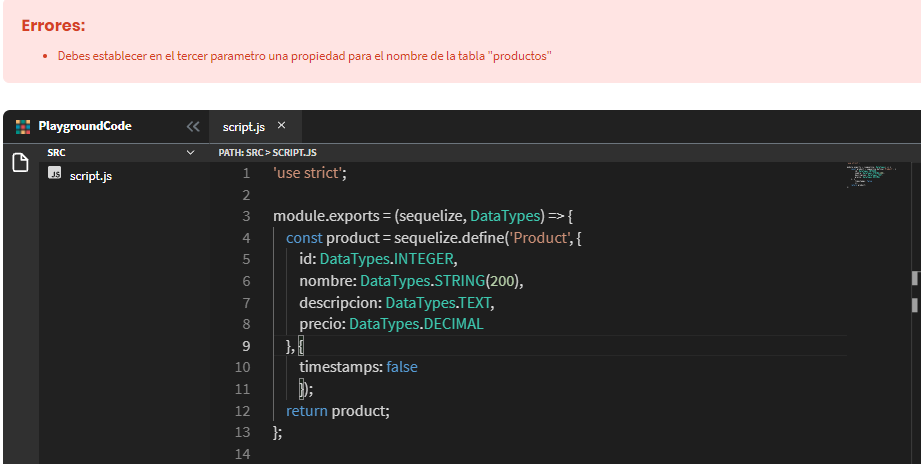 Errores:
• Debes establecer en el tercer parametro una propiedad para el nombre de la tabla "productos"
PlaygroundCode
script.js
SRC
PATH: SRC > SCRIPT.JS
JS script.js
1 'use strict';
2
3 module.exports = (sequelize, DataTypes) => {
4 const product = sequelize.define('Product', {
5 id: DataTypes.INTEGER,
6 nombre: DataTypes.STRING(200),
7 descripcion: DataTypes.TEXT,
8 precio: DataTypes.DECIMAL
9 }, {
10 timestamps: false
11 });
12 return product;
13 };
14